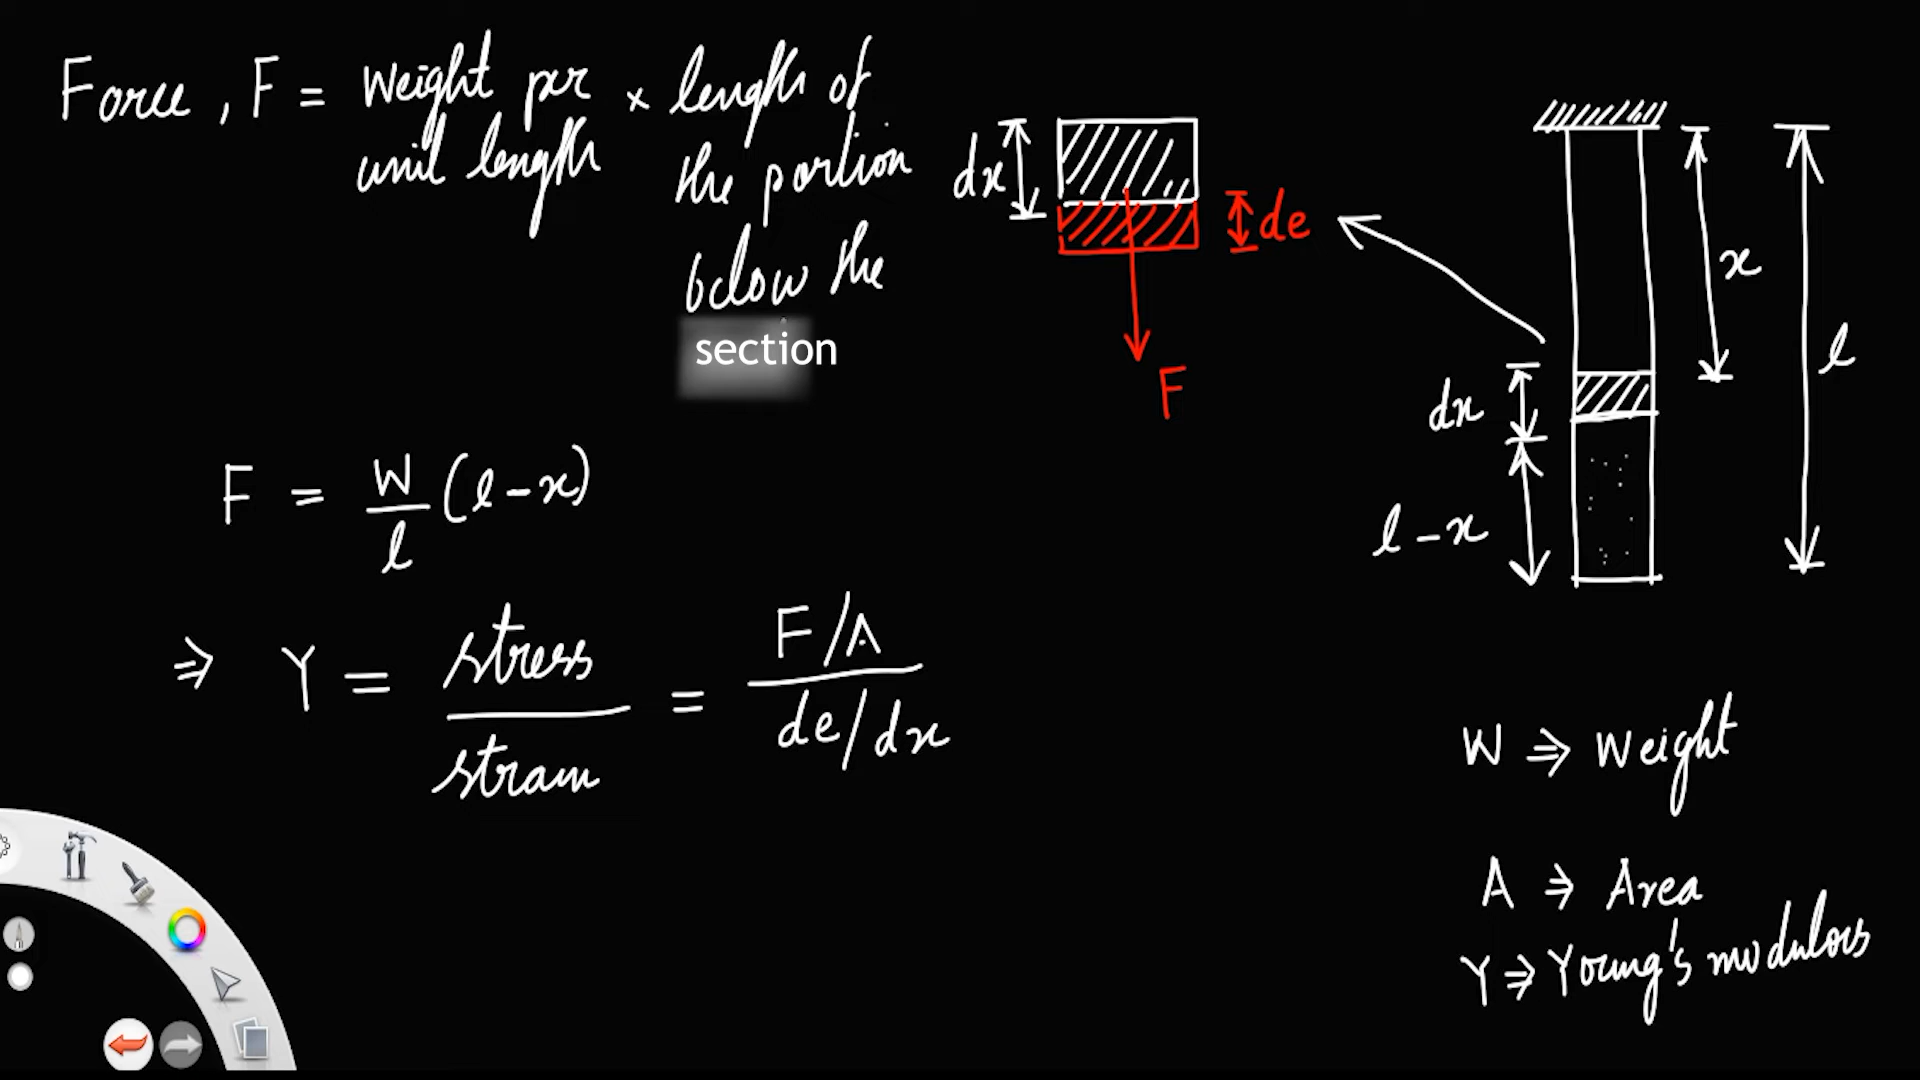 Force, F = Weight per × length of
unit length the portion
below the
section
F = W/l (l-x)
⇒ Y = stress/strain = F/A / de/dx
dx
de
F
x
l
dx
l-x
W ⇒ Weight
A ⇒ Area
Y ⇒ Young's modulous